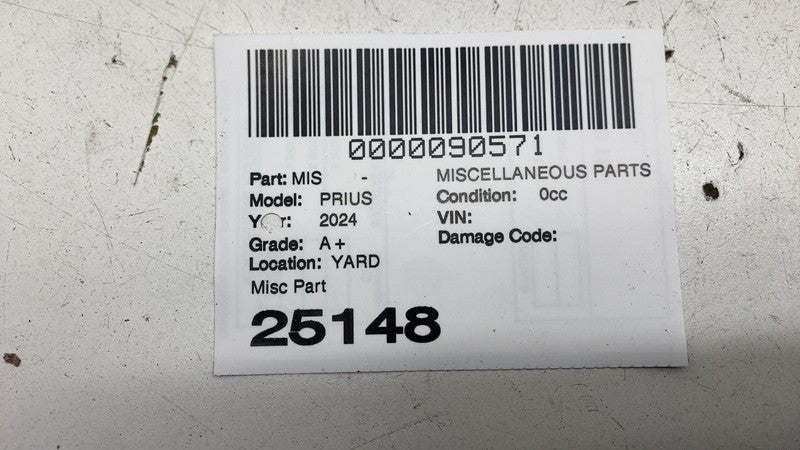 0000090571
Part: MIS - MISCELLANEOUS PARTS
Model: PRIUS Condition: 0cc
Year: 2024 VIN:
Grade: A+ Damage Code:
Location: YARD
Misc Part
25148